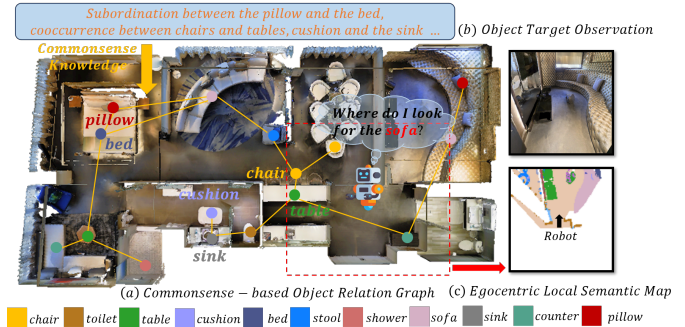 Subordination between the pillow and the bed,
cooccurrence between chairs and tables, cushion and the sink ...
(b) Object Target Observation
Commonsense
Knowledge
Where do I look
for the sofa?
pillow
bed
chair
cushion
table
sink
Robot
(a) Commonsense − based Object Relation Graph
(c) Egocentric Local Semantic Map
chair toilet table cushion bed stool shower sofa sink counter pillow